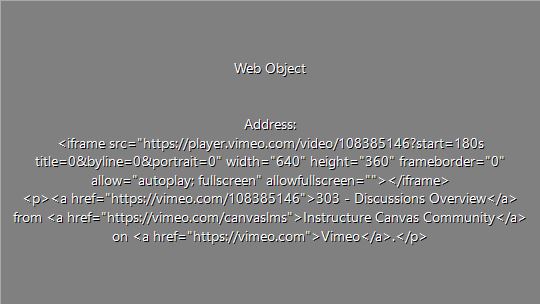 Web Object
Address:
<iframe src="https://player.vimeo.com/video/108385146?start=180s
title=0&byline=0&portrait=0" width="640" height="360" frameborder="0"
allow="autoplay; fullscreen" allowfullscreen=""></iframe>
<p><a href="https://vimeo.com/108385146">303 - Discussions Overview</a>
from <a href="https://vimeo.com/canvaslms">Instructure Canvas Community</a>
on <a href="https://vimeo.com">Vimeo</a>.</p>